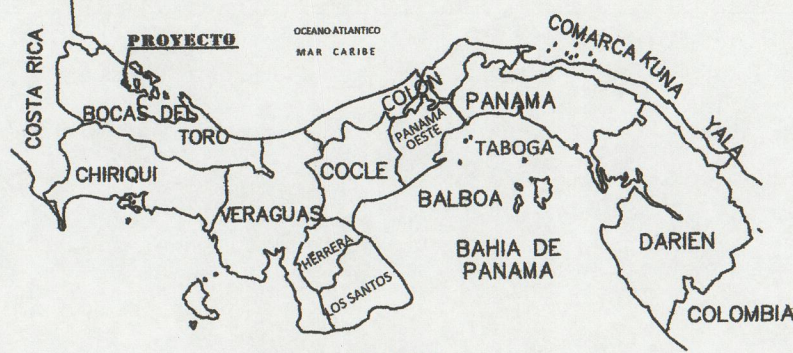 PROYECTO
OCEANO ATLANTICO
MAR CARIBE
COMARCA KUNA
YALA
COSTA RICA
BOCAS DEL
TORO
COLON
PANAMA
PANAMA
OESTE
TABOGA
CHIRIQUI
COCLE
BALBOA
VERAGUAS
HERRERA
LOS SANTOS
BAHIA DE
PANAMA
DARIEN
COLOMBIA